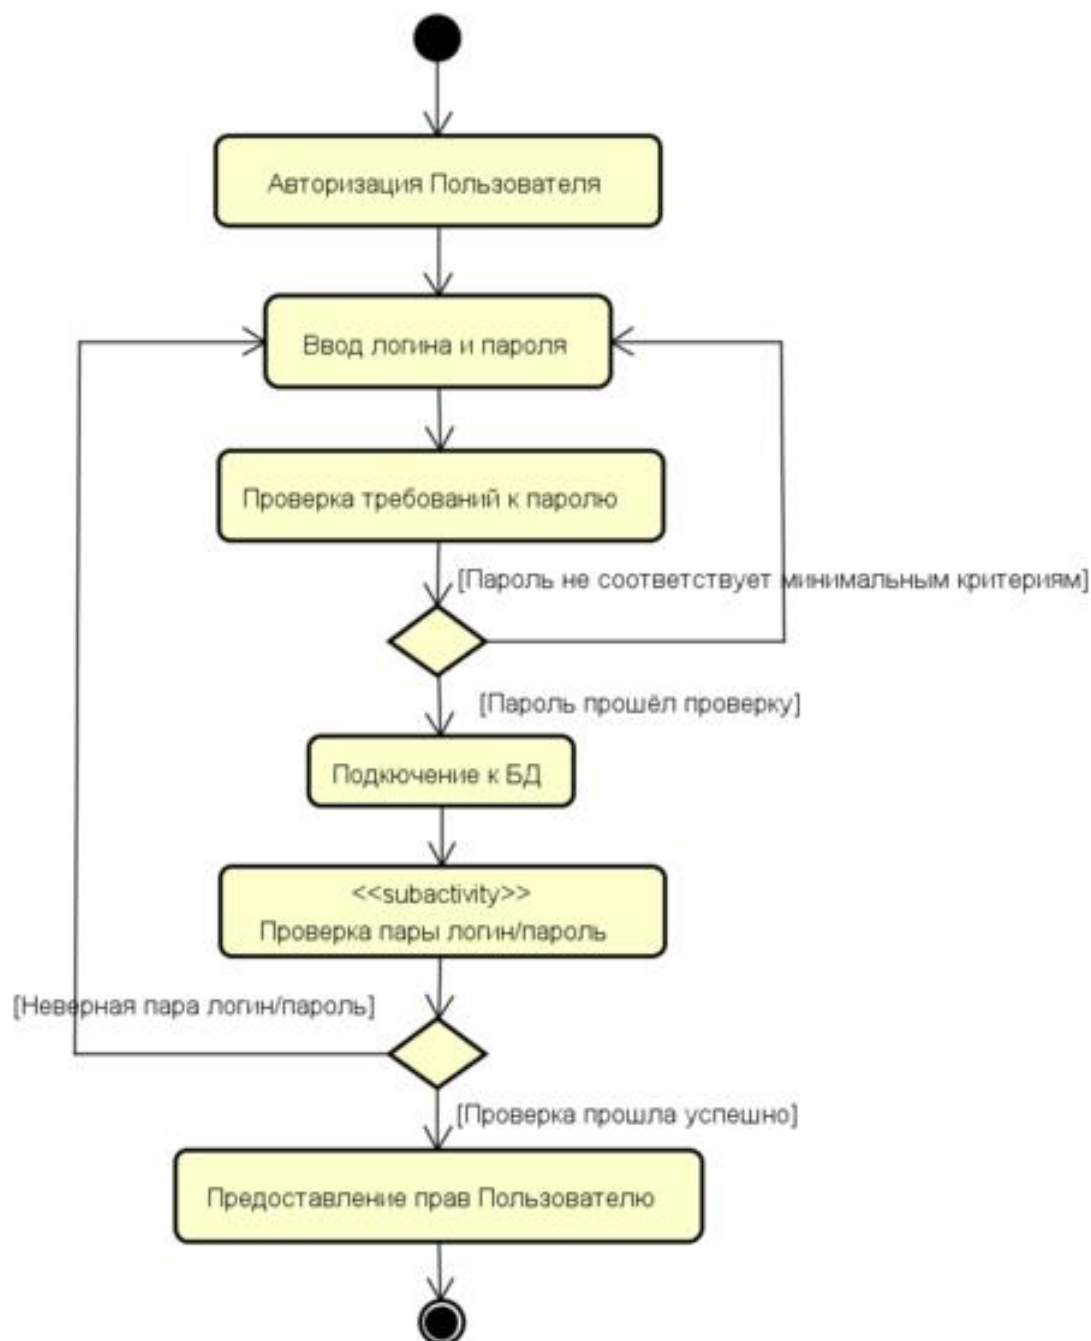 Авторизация Пользователя
Ввод логина и пароля
Проверка требований к паролю
[Пароль не соответствует минимальным критериям]
[Пароль прошёл проверку]
Подкючение к БД
<<subactivity>>
Проверка пары логин/пароль
[Неверная пара логин/пароль]
[Проверка прошла успешно]
Предоставление прав Пользователю